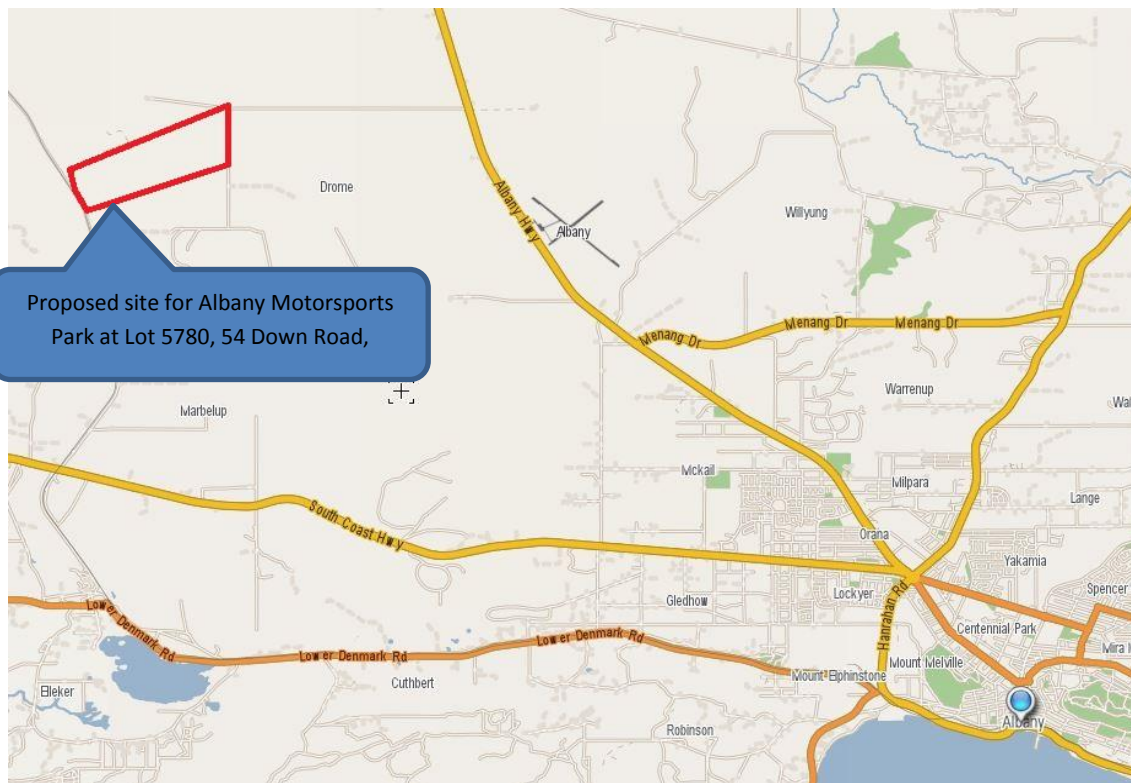 Drome
Albany Hwy
Albany
Willyung
Proposed site for Albany Motorsports
Park at Lot 5780, 54 Down Road,
Menang Dr
Menang Dr
Menang Dr
Marbelup
Warrenup
Mckail
Milpara
Lange
South Coast Hwy
Orana
Yakamia
Gledhow
Lockyer
Hanrahan Rd
Spencer
Centennial Park
Lower Denmark Rd
Lower Denmark Rd
Lower Denmark Rd
Mount Melville
Mount Elphinstone
Elleker
Cuthbert
Robinson
Albany